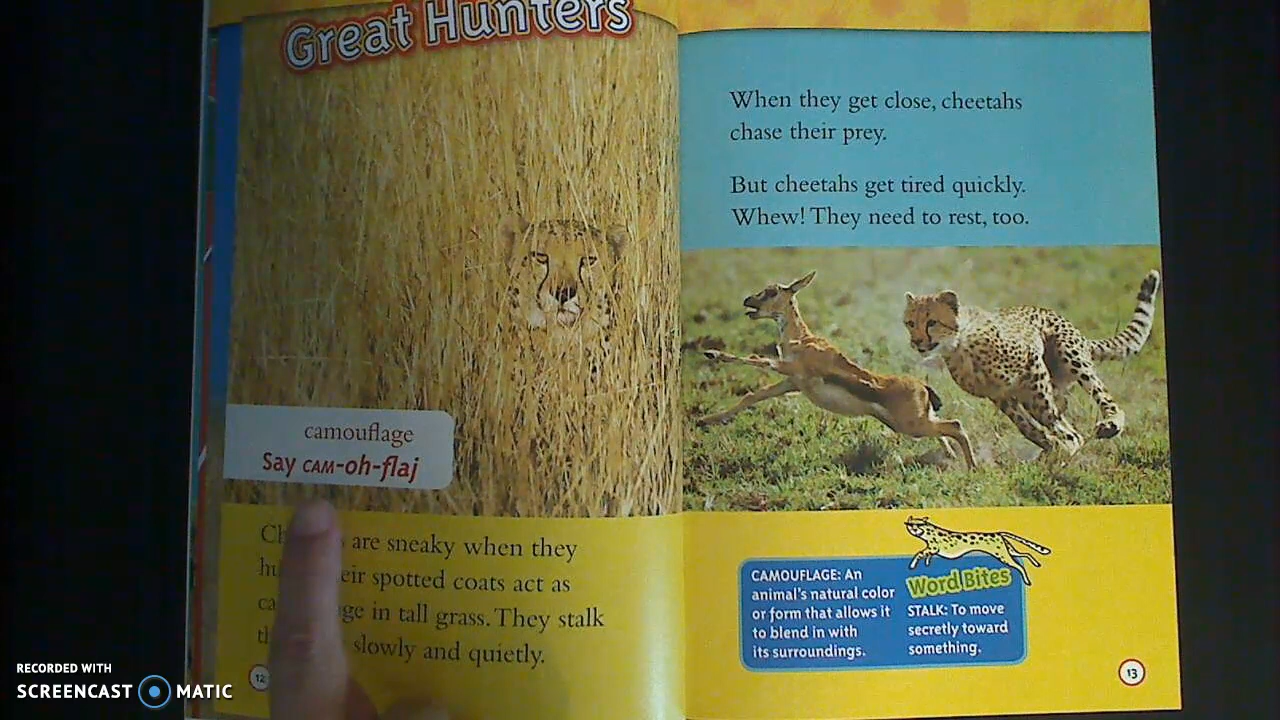 Great Hunters
camouflage
Say CAM-oh-flaj
are sneaky when they
spotted coats act as
in tall grass. They stalk
slowly and quietly.
12
When they get close, cheetahs
chase their prey.
But cheetahs get tired quickly.
Whew! They need to rest, too.
CAMOUFLAGE: An
animal's natural color
or form that allows it
to blend in with
its surroundings.
Word Bites
STALK: To move
secretly toward
something.
13
RECORDED WITH
SCREENCAST MATIC